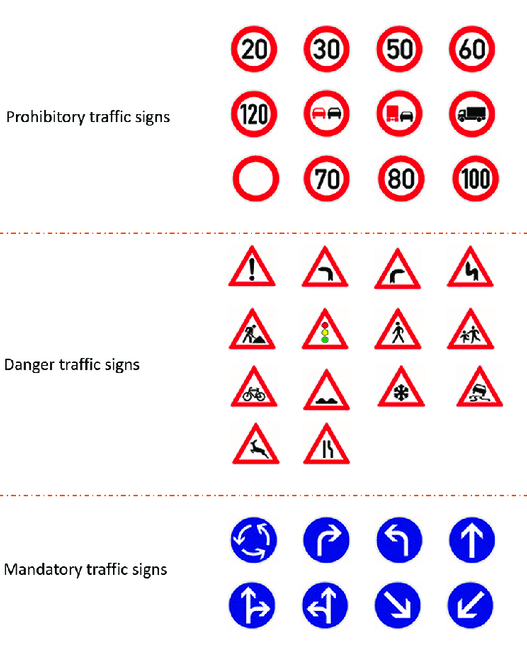 20 30 50 60
Prohibitory traffic signs
120
70 80 100
!
Danger traffic signs
Mandatory traffic signs